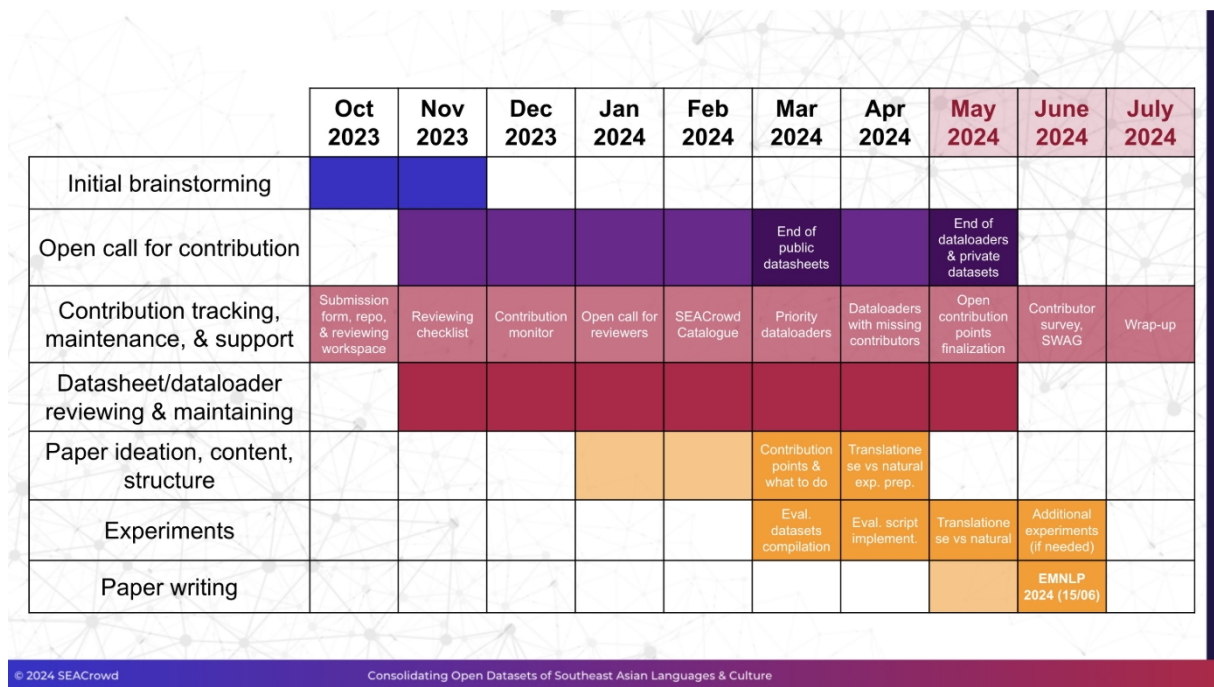 Oct
2023
Nov
2023
Dec
2023
Jan
2024
Feb
2024
Mar
2024
Apr
2024
May
2024
June
2024
July
2024
Initial brainstorming
Open call for contribution
End of
public
datasheets
End of
dataloaders
& private
datasets
Contribution tracking,
maintenance, & support
Submission
form, repo,
& reviewing
workspace
Reviewing
checklist
Contribution
monitor
Open call for
reviewers
SEACrowd
Catalogue
Priority
dataloaders
Dataloaders
with missing
contributors
Open
contribution
points
finalization
Contributor
survey,
SWAG
Wrap-up
Datasheet/dataloader
reviewing & maintaining
Paper ideation, content,
structure
Contribution
points &
what to do
Translatione
se vs natural
exp. prep.
Experiments
Eval.
datasets
compilation
Eval. script
implement.
Translatione
se vs natural
Additional
experiments
(if needed)
Paper writing
EMNLP
2024 (15/06)
© 2024 SEACrowd
Consolidating Open Datasets of Southeast Asian Languages & Culture